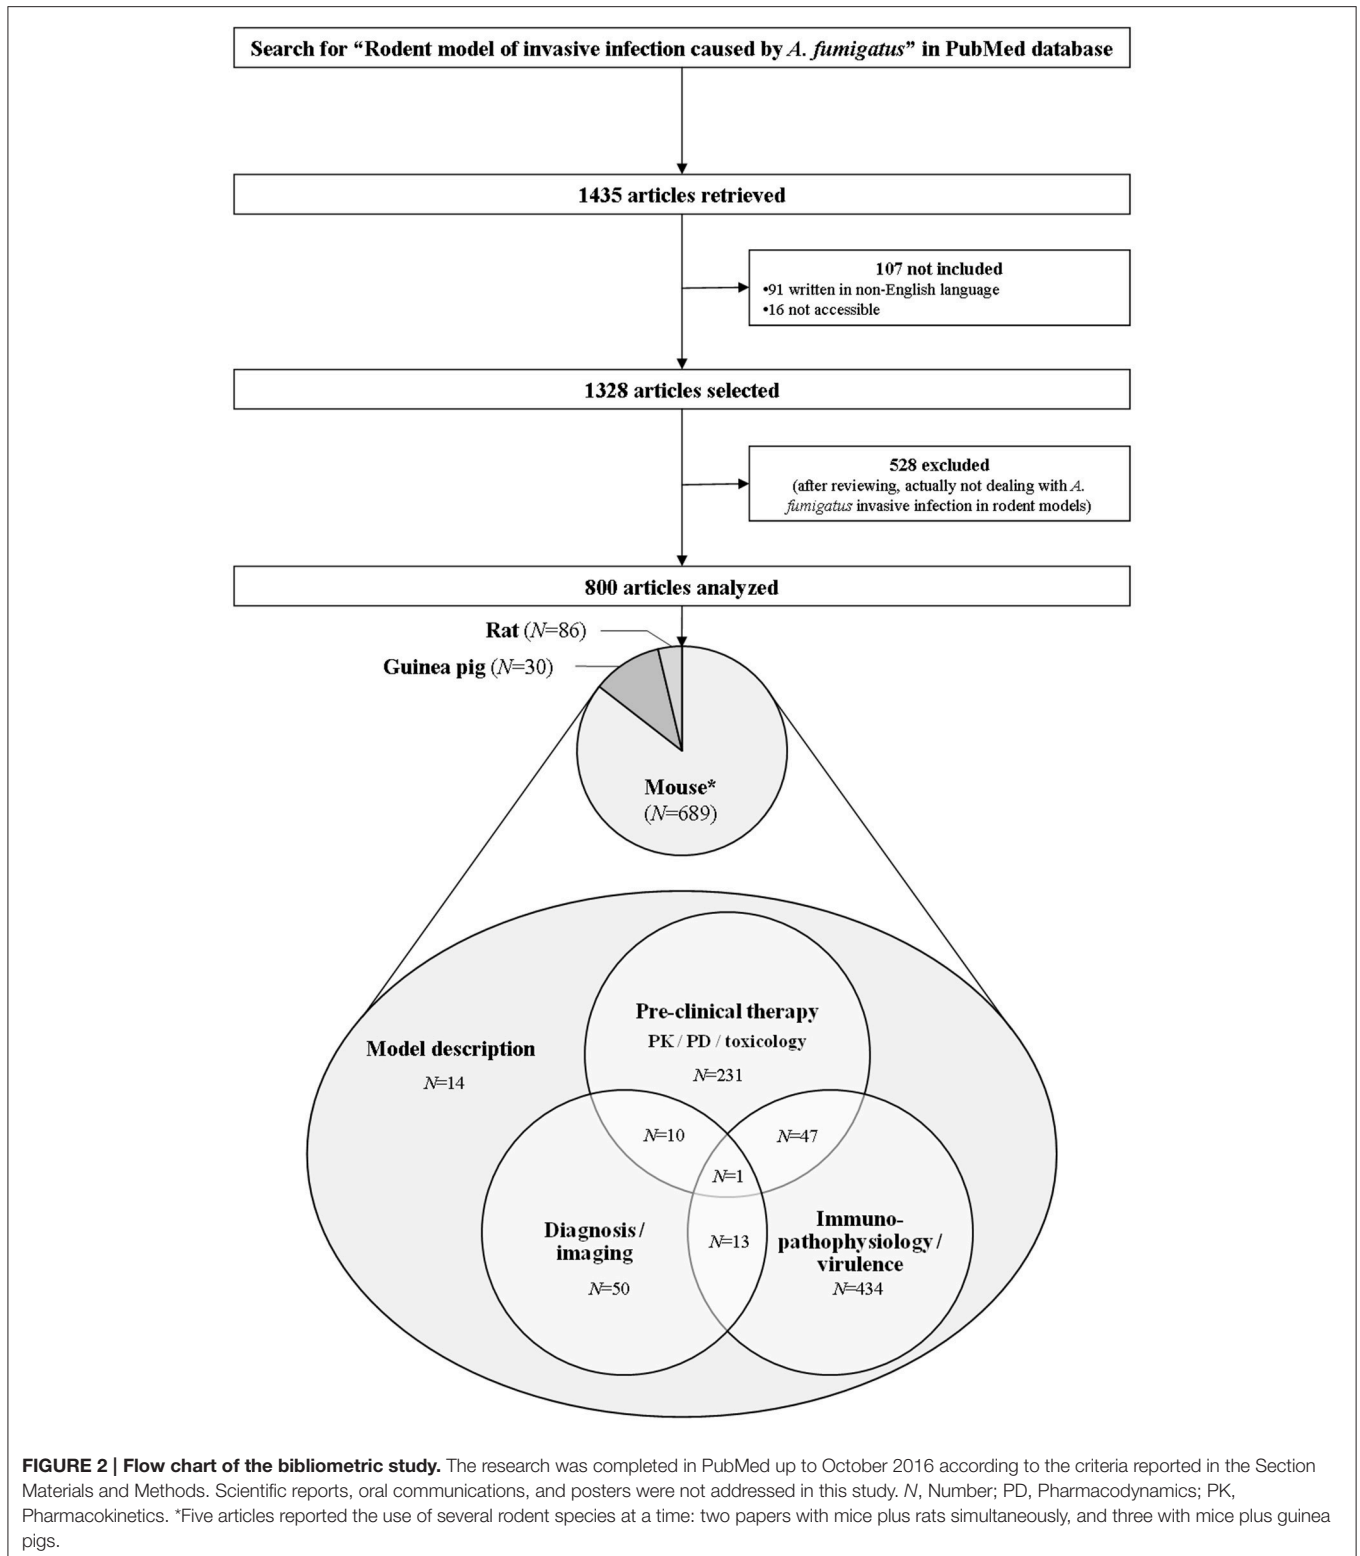 Search for “Rodent model of invasive infection caused by A. fumigatus” in PubMed database
1435 articles retrieved
107 not included
•91 written in non-English language
•16 not accessible
1328 articles selected
528 excluded
(after reviewing, actually not dealing with A.
fumigatus invasive infection in rodent models)
800 articles analyzed
Rat (N=86)
Guinea pig (N=30)
Mouse*
(N=689)
Pre-clinical therapy
PK / PD / toxicology
N=231
Model description
N=14
N=10
N=47
N=1
Diagnosis /
imaging
N=50
N=13
Immuno-
pathophysiology /
virulence
N=434
FIGURE 2 | Flow chart of the bibliometric study. The research was completed in PubMed up to October 2016 according to the criteria reported in the Section
Materials and Methods. Scientific reports, oral communications, and posters were not addressed in this study. N, Number; PD, Pharmacodynamics; PK,
Pharmacokinetics. *Five articles reported the use of several rodent species at a time: two papers with mice plus rats simultaneously, and three with mice plus guinea
pigs.